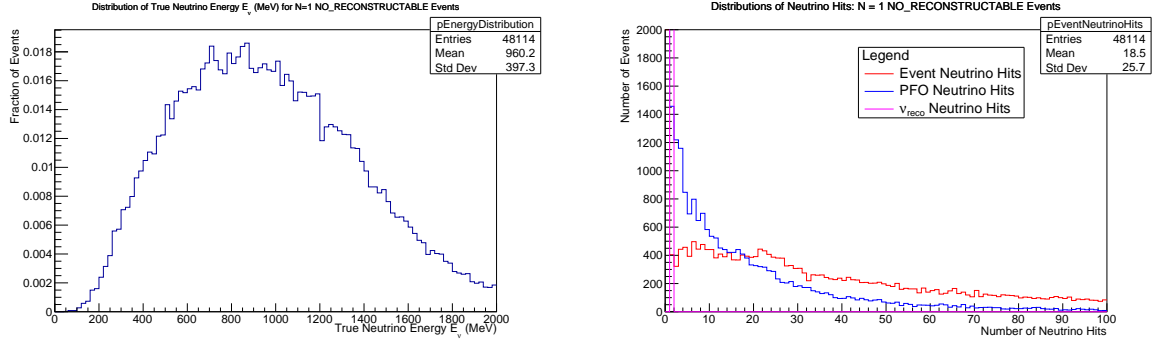 Distribution of True Neutrino Energy E_ν (MeV) for N=1 NO_RECONSTRUCTABLE Events
pEnergyDistribution
Entries 48114
Mean 960.2
Std Dev 397.3
Fraction of Events
0.018
0.016
0.014
0.012
0.01
0.008
0.006
0.004
0.002
0
0 200 400 600 800 1000 1200 1400 1600 1800 2000
True Neutrino Energy E_ν (MeV)
Distributions of Neutrino Hits: N = 1 NO_RECONSTRUCTABLE Events
pEventNeutrinoHits
Entries 48114
Mean 18.5
Std Dev 25.7
Legend
Event Neutrino Hits
PFO Neutrino Hits
ν_reco Neutrino Hits
Number of Events
2000
1800
1600
1400
1200
1000
800
600
400
200
0
0 10 20 30 40 50 60 70 80 90 100
Number of Neutrino Hits